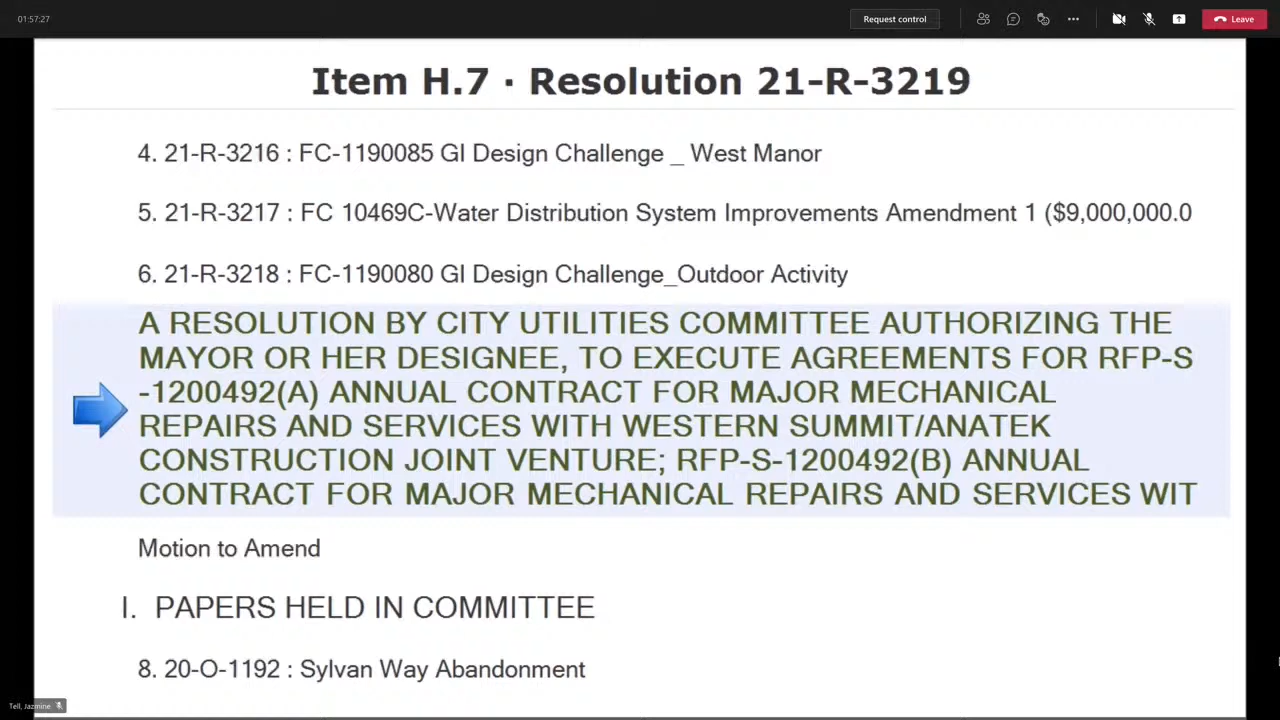 01:57:27
Request control
Leave
Item H.7 · Resolution 21-R-3219
4. 21-R-3216 : FC-1190085 GI Design Challenge _ West Manor
5. 21-R-3217 : FC 10469C-Water Distribution System Improvements Amendment 1 ($9,000,000.0
6. 21-R-3218 : FC-1190080 GI Design Challenge_Outdoor Activity
A RESOLUTION BY CITY UTILITIES COMMITTEE AUTHORIZING THE
MAYOR OR HER DESIGNEE, TO EXECUTE AGREEMENTS FOR RFP-S
-1200492(A) ANNUAL CONTRACT FOR MAJOR MECHANICAL
REPAIRS AND SERVICES WITH WESTERN SUMMIT/ANATEK
CONSTRUCTION JOINT VENTURE; RFP-S-1200492(B) ANNUAL
CONTRACT FOR MAJOR MECHANICAL REPAIRS AND SERVICES WIT
Motion to Amend
I. PAPERS HELD IN COMMITTEE
8. 20-O-1192 : Sylvan Way Abandonment
Tell, Jazmine